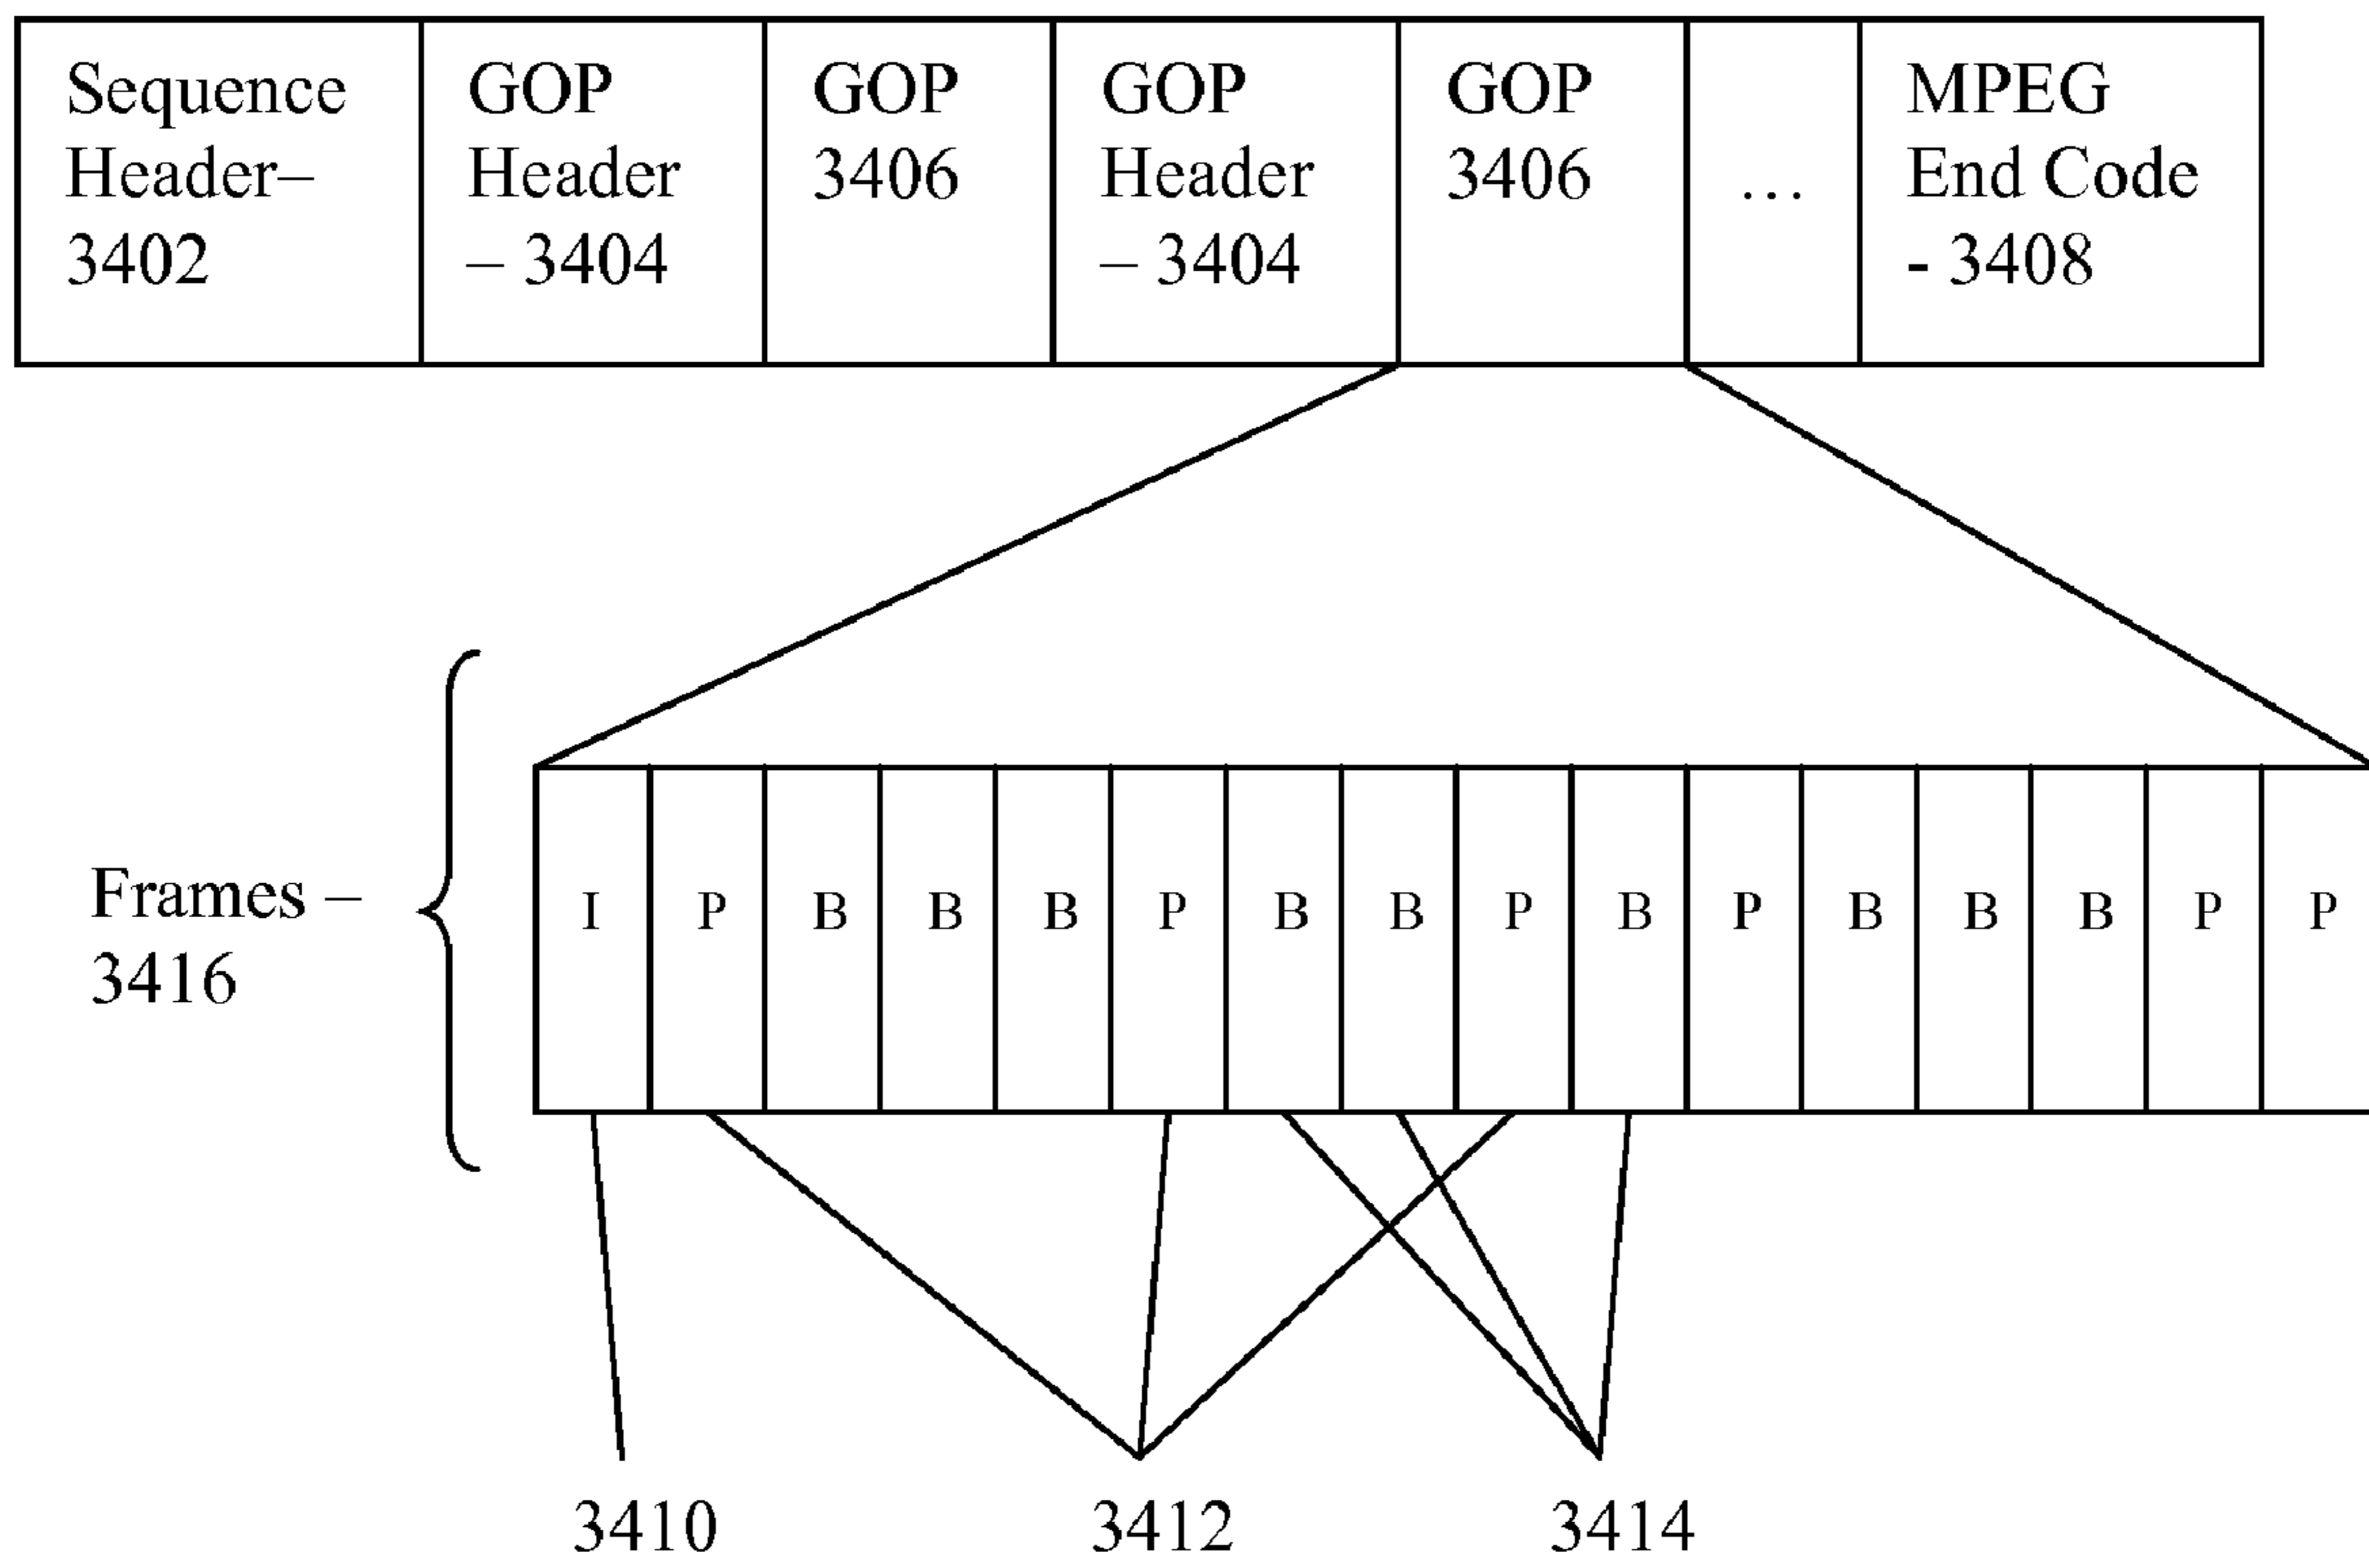 Sequence
Header–
3402
GOP
Header
– 3404
GOP
3406
GOP
Header
– 3404
GOP
3406
...
MPEG
End Code
- 3408
Frames –
3416
I P B B B P B B P B P B B B P P
3410 3412 3414